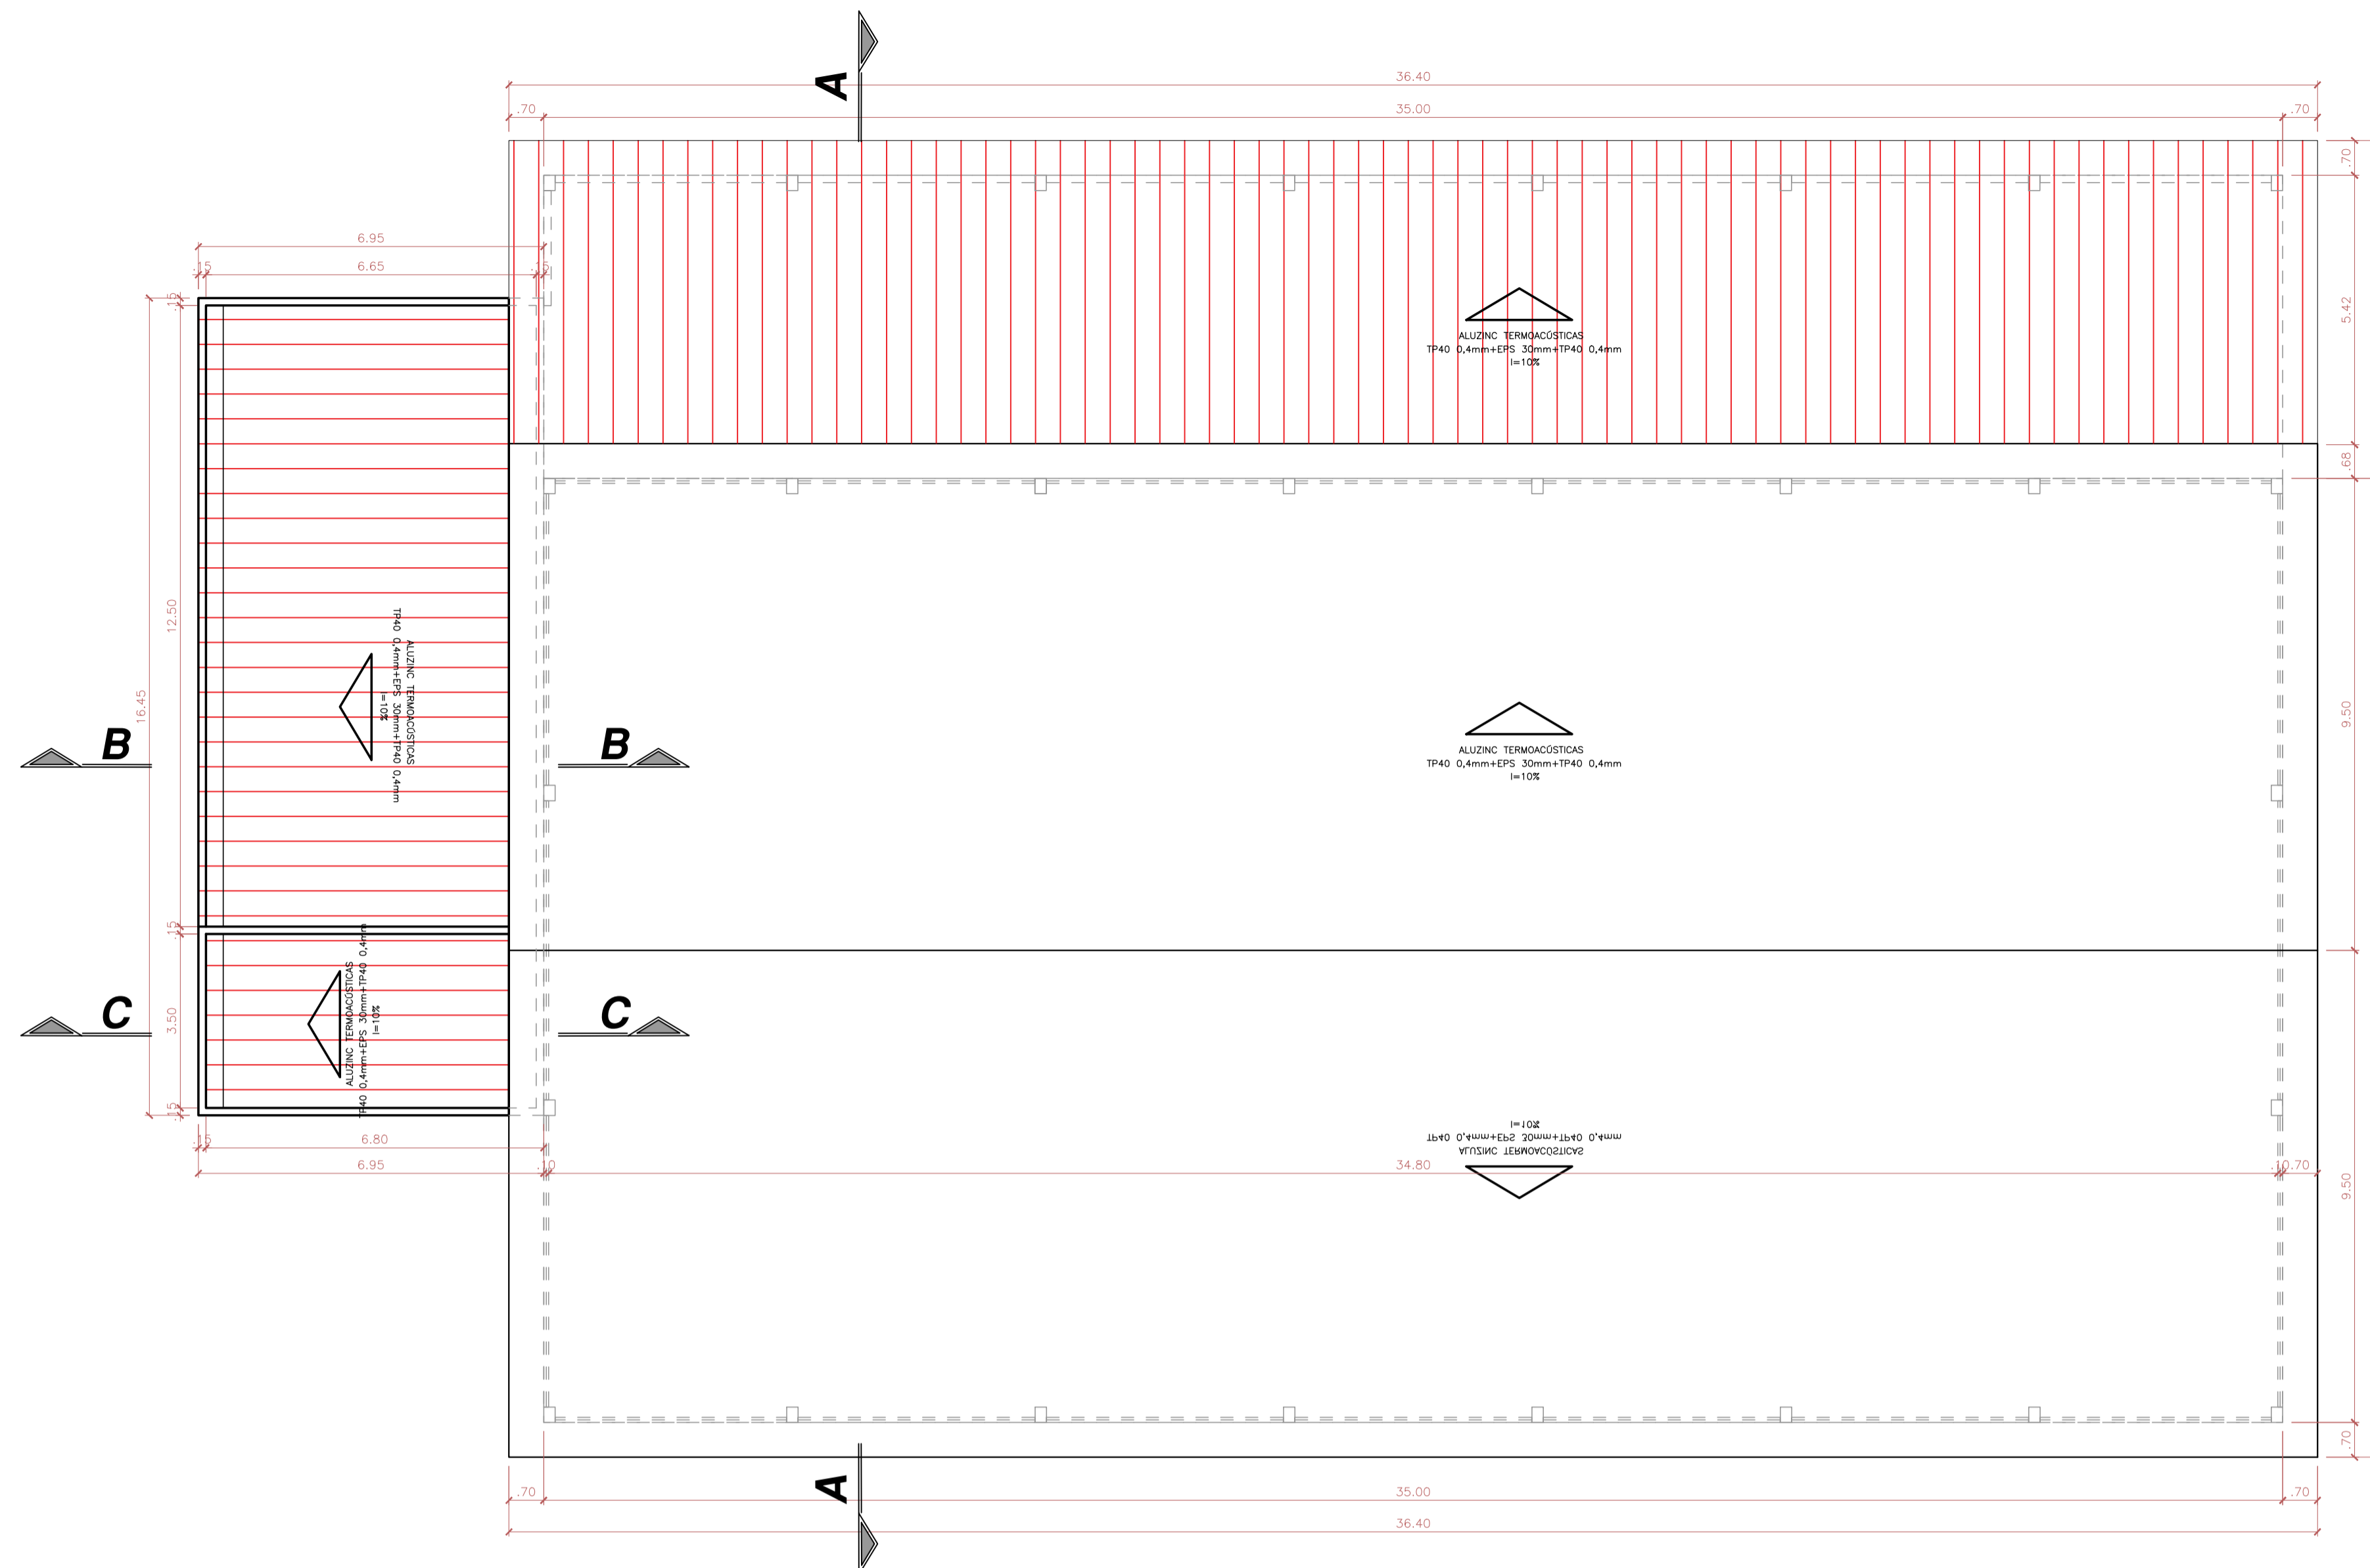 A
36.40
.70
35.00
.70
.70
6.95
.15
6.65
.15
.15
5.42
ALUZINC TERMOACÚSTICAS
TP40 0,4mm+EPS 30mm+TP40 0,4mm
I=10%
.68
12.50
16.45
ALUZINC TERMOACÚSTICAS
TP40 0,4mm+EPS 30mm+TP40 0,4mm
I=10%
9.50
B
B
ALUZINC TERMOACÚSTICAS
TP40 0,4mm+EPS 30mm+TP40 0,4mm
I=10%
.15
3.50
.15
ALUZINC TERMOACÚSTICAS
TP40 0,4mm+EPS 30mm+TP40 0,4mm
I=10%
C
C
ALUZINC TERMOACÚSTICAS
TP40 0,4mm+EPS 30mm+TP40 0,4mm
I=10%
.15
6.80
6.95
.10
34.80
.10
.70
9.50
.70
A
.70
35.00
.70
36.40